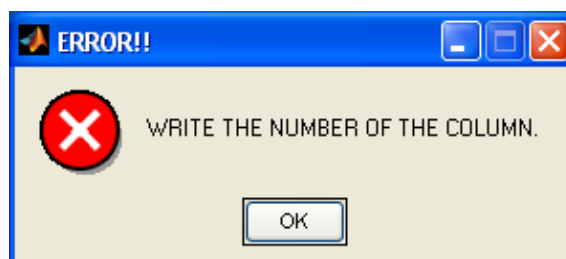 ERROR!!
WRITE THE NUMBER OF THE COLUMN.
OK